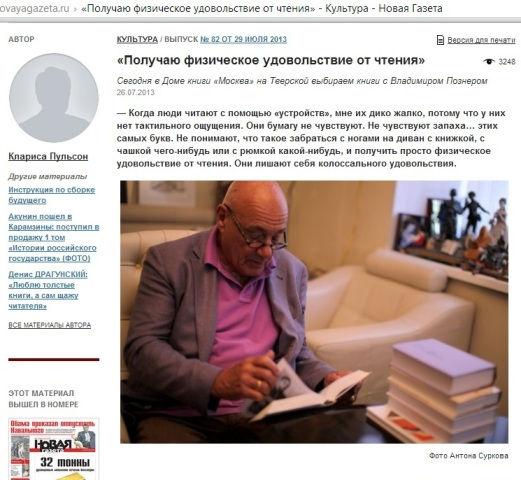 ovayagazeta.ru › «Получаю физическое удовольствие от чтения» - Культура - Новая Газета
АВТОР
Клариса Пульсон
Другие материалы
Инструкция по сборке
будущего
Акунин пошел в
Карамзины: поступил в
продажу 1 том
«Истории российского
государства» (ФОТО)
Денис ДРАГУНСКИЙ:
«Люблю толстые
книги, а сам щажу
читателя»
ВСЕ МАТЕРИАЛЫ АВТОРА
ЭТОТ МАТЕРИАЛ
ВЫШЕЛ В НОМЕРЕ
Обама приказал отпустить
Навального
НОВАЯ
газета
32 тонны
КУЛЬТУРА / ВЫПУСК № 82 ОТ 29 ИЮЛЯ 2013
Версия для печати
«Получаю физическое удовольствие от чтения»
3248
Сегодня в Доме книги «Москва» на Тверской выбираем книги с Владимиром Познером
26.07.2013
— Когда люди читают с помощью «устройств», мне их дико жалко, потому что у них
нет тактильного ощущения. Они бумагу не чувствуют. Не чувствуют запаха… этих
самых букв. Не понимают, что такое забраться с ногами на диван с книжкой, с
чашкой чего-нибудь или с рюмкой какой-нибудь, и получить просто физическое
удовольствие от чтения. Они лишают себя колоссального удовольствия.
Фото Антона Суркова